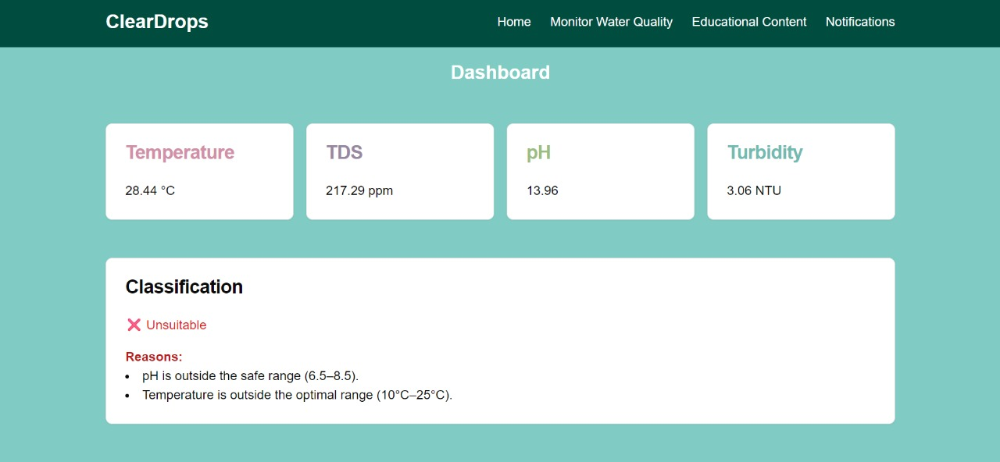 ClearDrops
Home Monitor Water Quality Educational Content Notifications
Dashboard
Temperature
28.44 °C
TDS
217.29 ppm
pH
13.96
Turbidity
3.06 NTU
Classification
❌ Unsuitable
Reasons:
• pH is outside the safe range (6.5–8.5).
• Temperature is outside the optimal range (10°C–25°C).